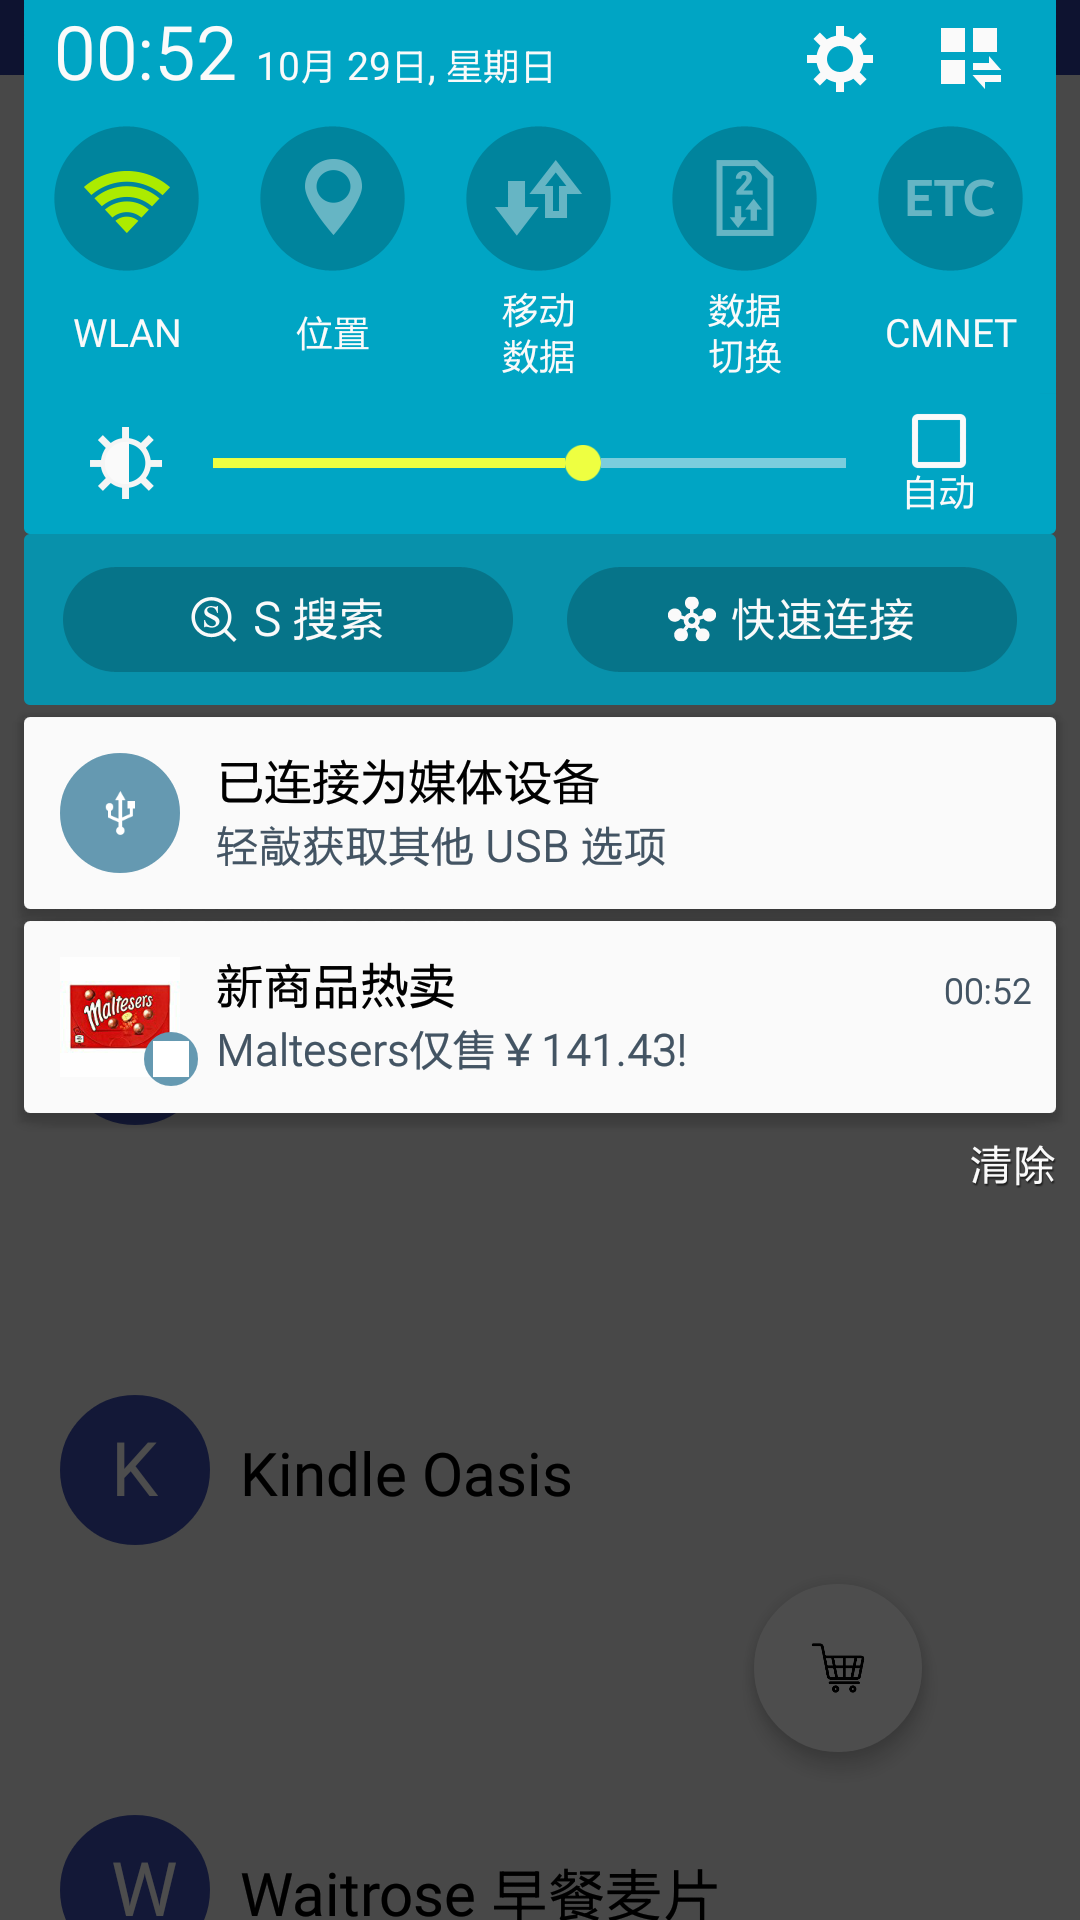 00:52 10月 29日, 星期日
2
ETC
WLAN
位置
移动
数据
数据
切换
CMNET
自动
S
S 搜索
快速连接
已连接为媒体设备
轻敲获取其他 USB 选项
Maltesers
新商品热卖
00:52
Maltesers仅售￥141.43!
清除
K
Kindle Oasis
W
Waitrose 早餐麦片